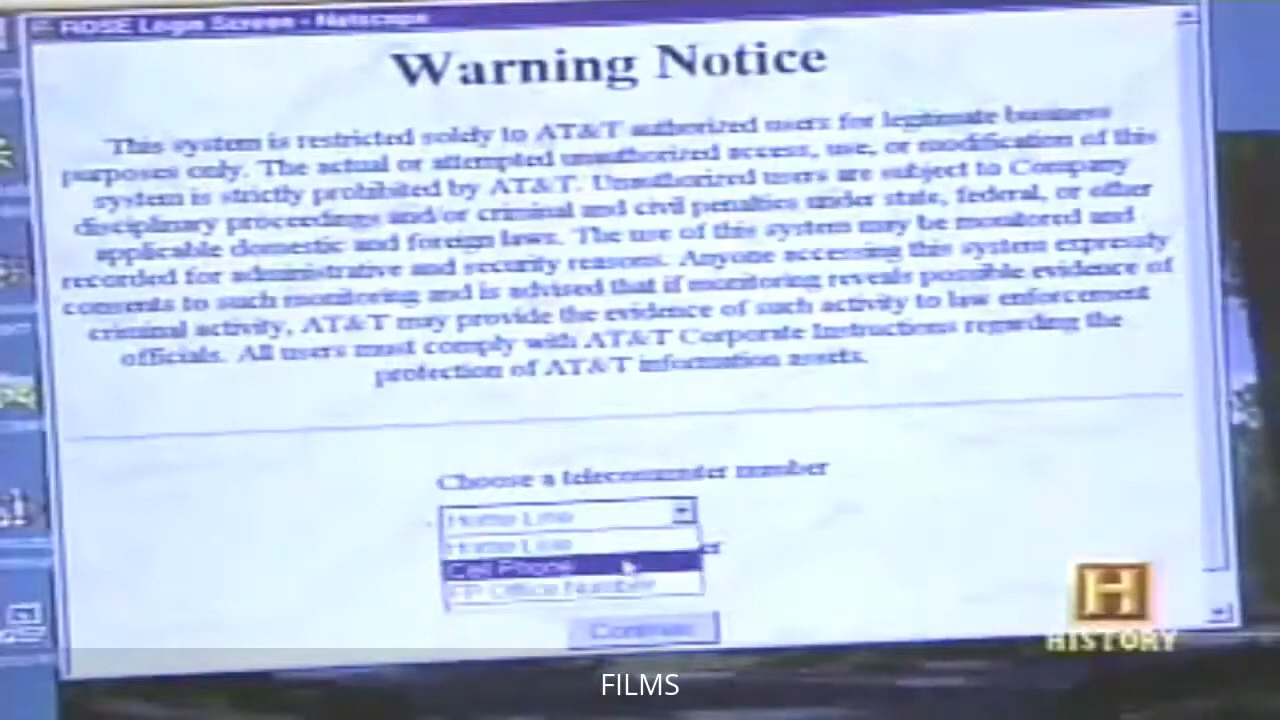 ROSE Login Screen - Netscape
Warning Notice
This system is restricted solely to AT&T authorized users for legitimate business
purposes only. The actual or attempted unauthorized access, use, or modification of this
system is strictly prohibited by AT&T. Unauthorized users are subject to Company
disciplinary proceedings and/or criminal and civil penalties under state, federal, or other
applicable domestic and foreign laws. The use of this system may be monitored and
recorded for administrative and security reasons. Anyone accessing this system expressly
consents to such monitoring and is advised that if monitoring reveals possible evidence of
criminal activity, AT&T may provide the evidence of such activity to law enforcement
officials. All users must comply with AT&T Corporate Instructions regarding the
protection of AT&T information assets.
Choose a telecommuter number
Home Line
Home Line
Cell Phone
Office Number
Continue
H
HISTORY
FILMS